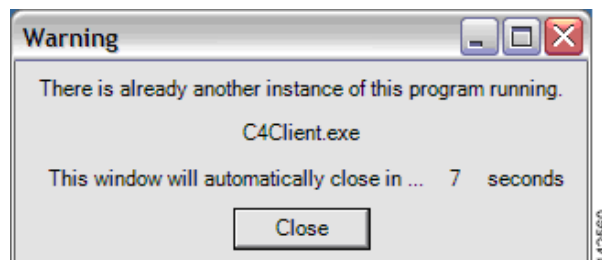 Warning
There is already another instance of this program running.
C4Client.exe
This window will automatically close in ... 7 seconds
Close